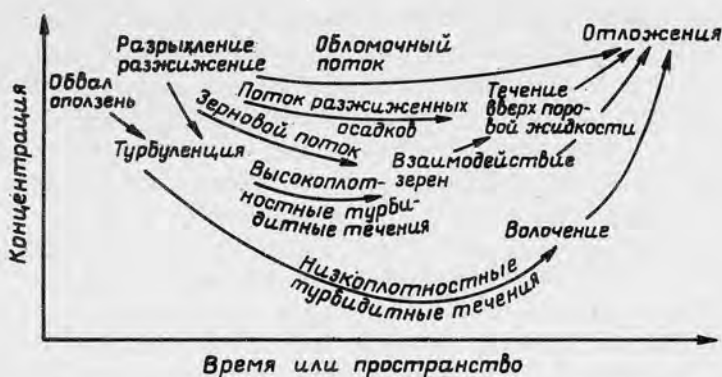 Концентрация
Обвал
оползень
Разрыхление
разжижение
Обломочный
поток
Отложения
Поток разжиженных
осадков
Течение
вверх поро-
вой жидкости
Зерновой поток
Турбуленция
Взаимодействие
зерен
Высокоплот-
ностные турби-
дитные течения
Волочение
Низкоплотностные
турбидитные течения
Время или пространство